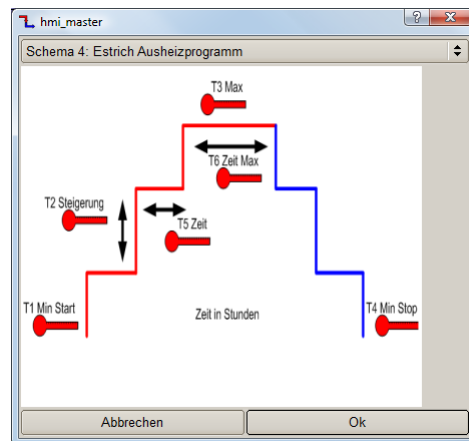 hmi_master
Schema 4: Estrich Ausheizprogramm
T3 Max
T6 Zeit Max
T2 Steigerung
T5 Zeit
T1 Min Start
Zeit in Stunden
T4 Min Stop
Abbrechen
Ok